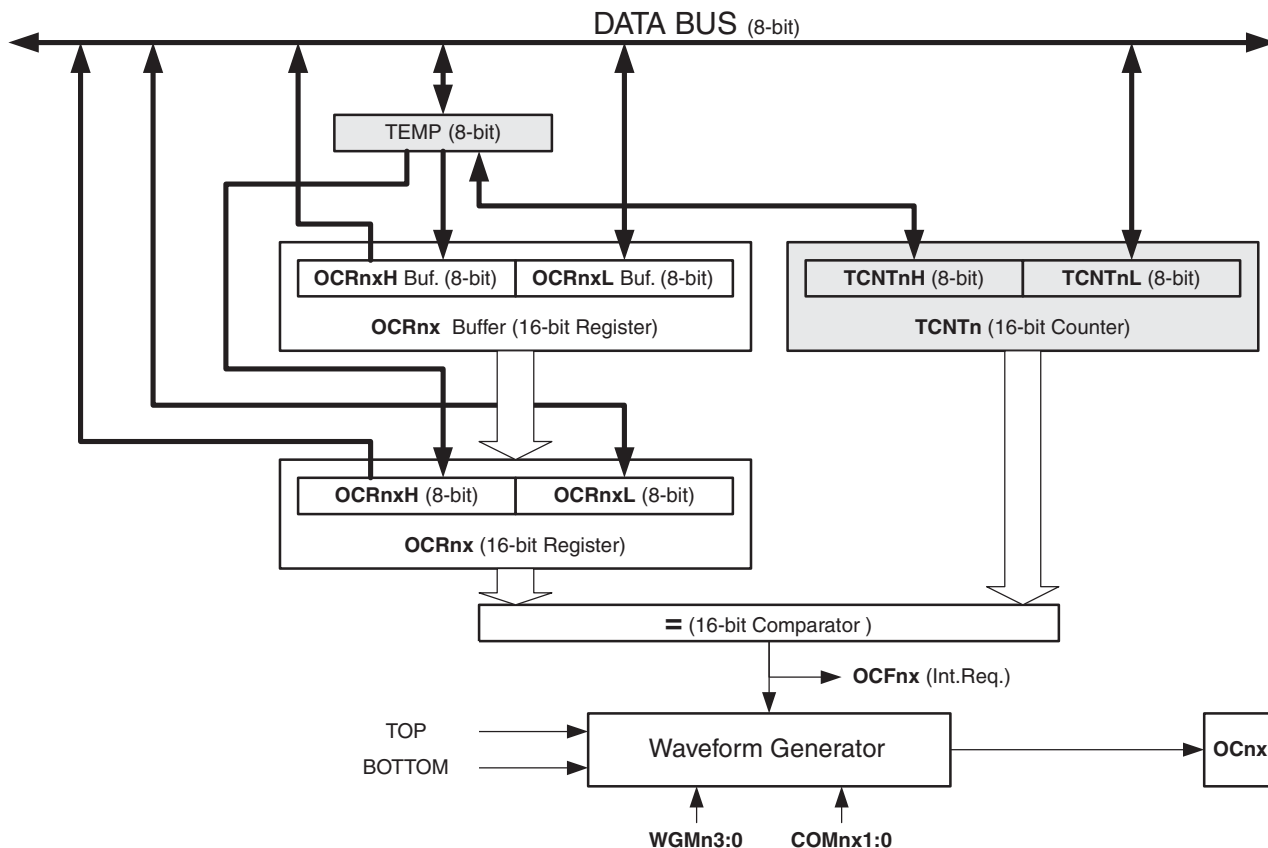 DATA BUS (8-bit)
TEMP (8-bit)
OCRnxH Buf. (8-bit)
OCRnxL Buf. (8-bit)
TCNTnH (8-bit)
TCNTnL (8-bit)
OCRnx Buffer (16-bit Register)
TCNTn (16-bit Counter)
OCRnxH (8-bit)
OCRnxL (8-bit)
OCRnx (16-bit Register)
= (16-bit Comparator )
OCFnx (Int.Req.)
TOP
BOTTOM
Waveform Generator
OCnx
WGMn3:0
COMnx1:0